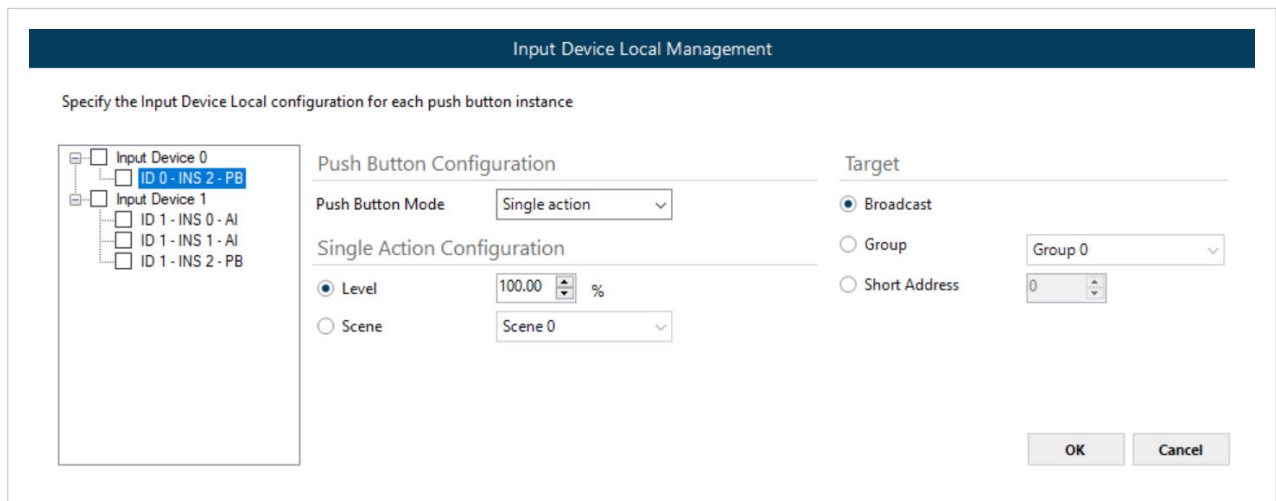 Input Device Local Management
Specify the Input Device Local configuration for each push button instance
Input Device 0
ID 0 - INS 2 - PB
Input Device 1
ID 1 - INS 0 - AI
ID 1 - INS 1 - AI
ID 1 - INS 2 - PB
Push Button Configuration
Push Button Mode Single action
Single Action Configuration
Level 100.00 %
Scene Scene 0
Target
Broadcast
Group Group 0
Short Address 0
OK Cancel